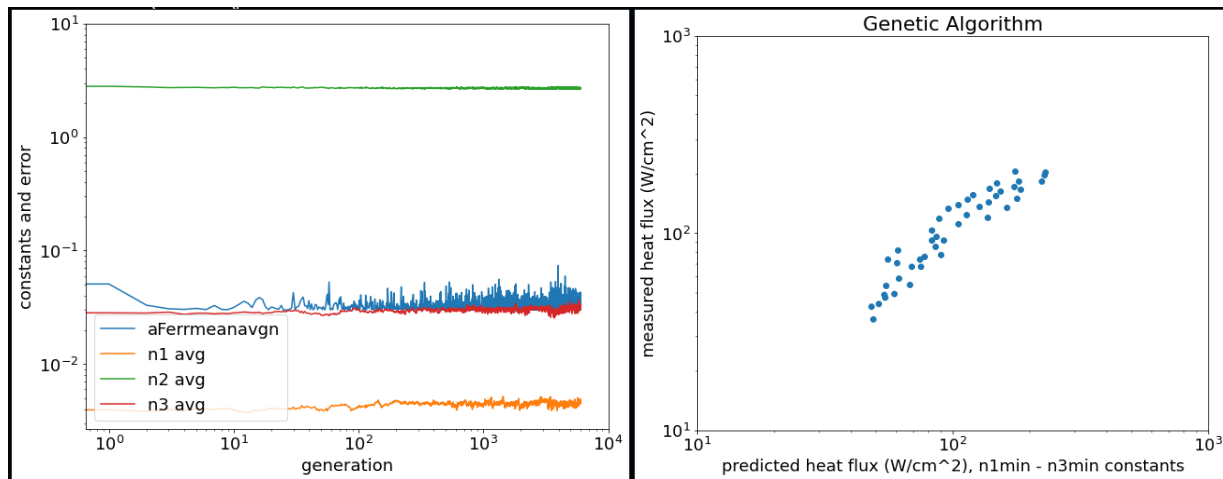 10^1
10^0
10^-1
10^-2
constants and error
aFerrmeanavgn
n1 avg
n2 avg
n3 avg
10^0
10^1
10^2
10^3
10^4
generation
Genetic Algorithm
10^3
10^2
10^1
measured heat flux (W/cm^2)
10^1
10^2
10^3
predicted heat flux (W/cm^2), n1min - n3min constants